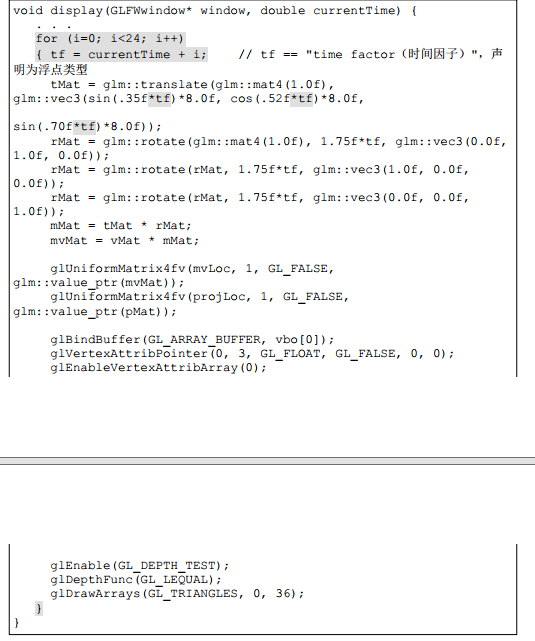 void display(GLFWwindow* window, double currentTime) {
. . .
for (i=0; i<24; i++)
{ tf = currentTime + i;    // tf == "time factor（时间因子）", 声
明为浮点类型
tMat = glm::translate(glm::mat4(1.0f),
glm::vec3(sin(.35f*tf)*8.0f, cos(.52f*tf)*8.0f,
sin(.70f*tf)*8.0f));
rMat = glm::rotate(glm::mat4(1.0f), 1.75f*tf, glm::vec3(0.0f,
1.0f, 0.0f));
rMat = glm::rotate(rMat, 1.75f*tf, glm::vec3(1.0f, 0.0f,
0.0f));
rMat = glm::rotate(rMat, 1.75f*tf, glm::vec3(0.0f, 0.0f,
1.0f));
mMat = tMat * rMat;
mvMat = vMat * mMat;
glUniformMatrix4fv(mvLoc, 1, GL_FALSE,
glm::value_ptr(mvMat));
glUniformMatrix4fv(projLoc, 1, GL_FALSE,
glm::value_ptr(pMat));
glBindBuffer(GL_ARRAY_BUFFER, vbo[0]);
glVertexAttribPointer(0, 3, GL_FLOAT, GL_FALSE, 0, 0);
glEnableVertexAttribArray(0);
glEnable(GL_DEPTH_TEST);
glDepthFunc(GL_LEQUAL);
glDrawArrays(GL_TRIANGLES, 0, 36);
}
}